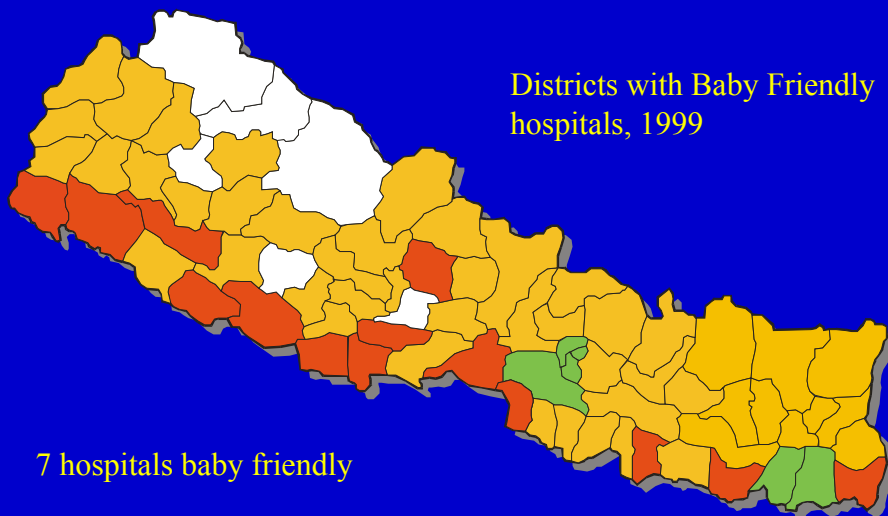 Districts with Baby Friendly
hospitals, 1999
7 hospitals baby friendly